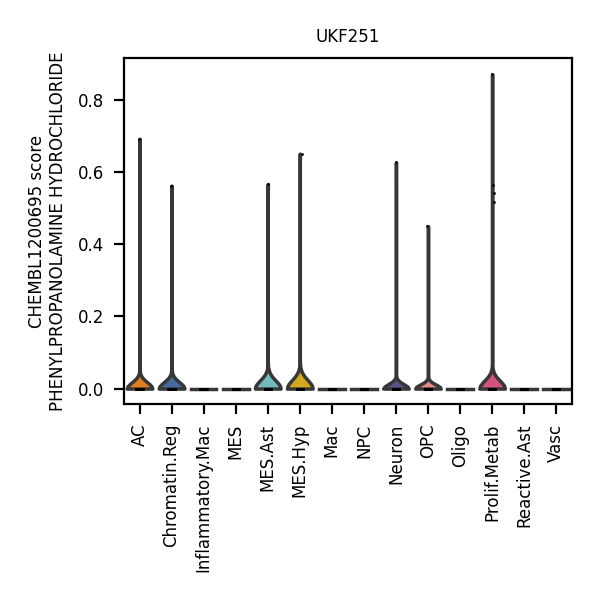 UKF251
CHEMBL1200695 score
PHENYLPROPANOLAMINE HYDROCHLORIDE
0.8
0.6
0.4
0.2
0.0
AC
Chromatin.Reg
Inflammatory.Mac
MES
MES.Ast
MES.Hyp
Mac
NPC
Neuron
OPC
Oligo
Prolif.Metab
Reactive.Ast
Vasc